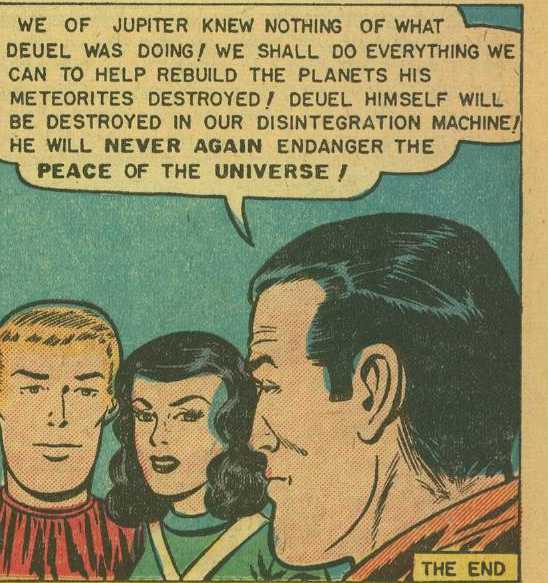 WE OF JUPITER KNEW NOTHING OF WHAT
DEUEL WAS DOING! WE SHALL DO EVERYTHING WE
CAN TO HELP REBUILD THE PLANETS HIS
METEORITES DESTROYED! DEUEL HIMSELF WILL
BE DESTROYED IN OUR DISINTEGRATION MACHINE!
HE WILL NEVER AGAIN ENDANGER THE
PEACE OF THE UNIVERSE!
THE END